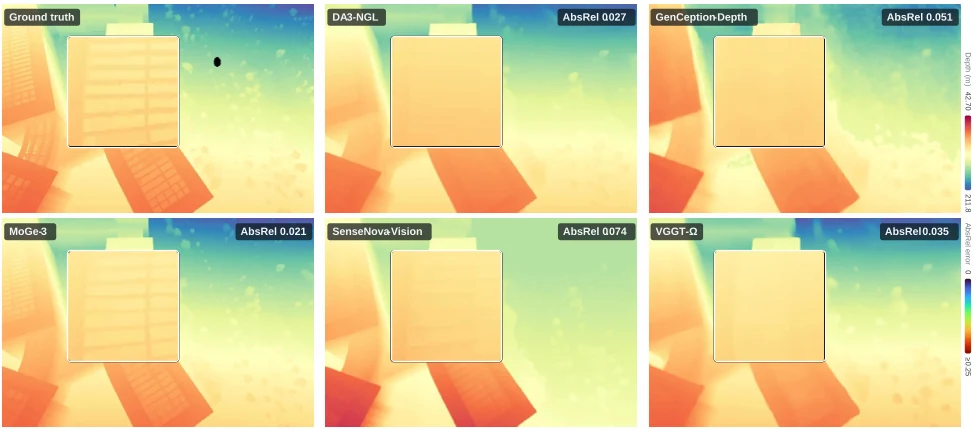 Ground truth
DA3-NGL
AbsRel 0.027
GenCeption-Depth
AbsRel 0.051
MoGe-3
AbsRel 0.021
SenseNova-Vision
AbsRel 0.074
VGGT-Ω
AbsRel 0.035
Depth (m)
42.70
211.8
AbsRel error
0
≥0.25